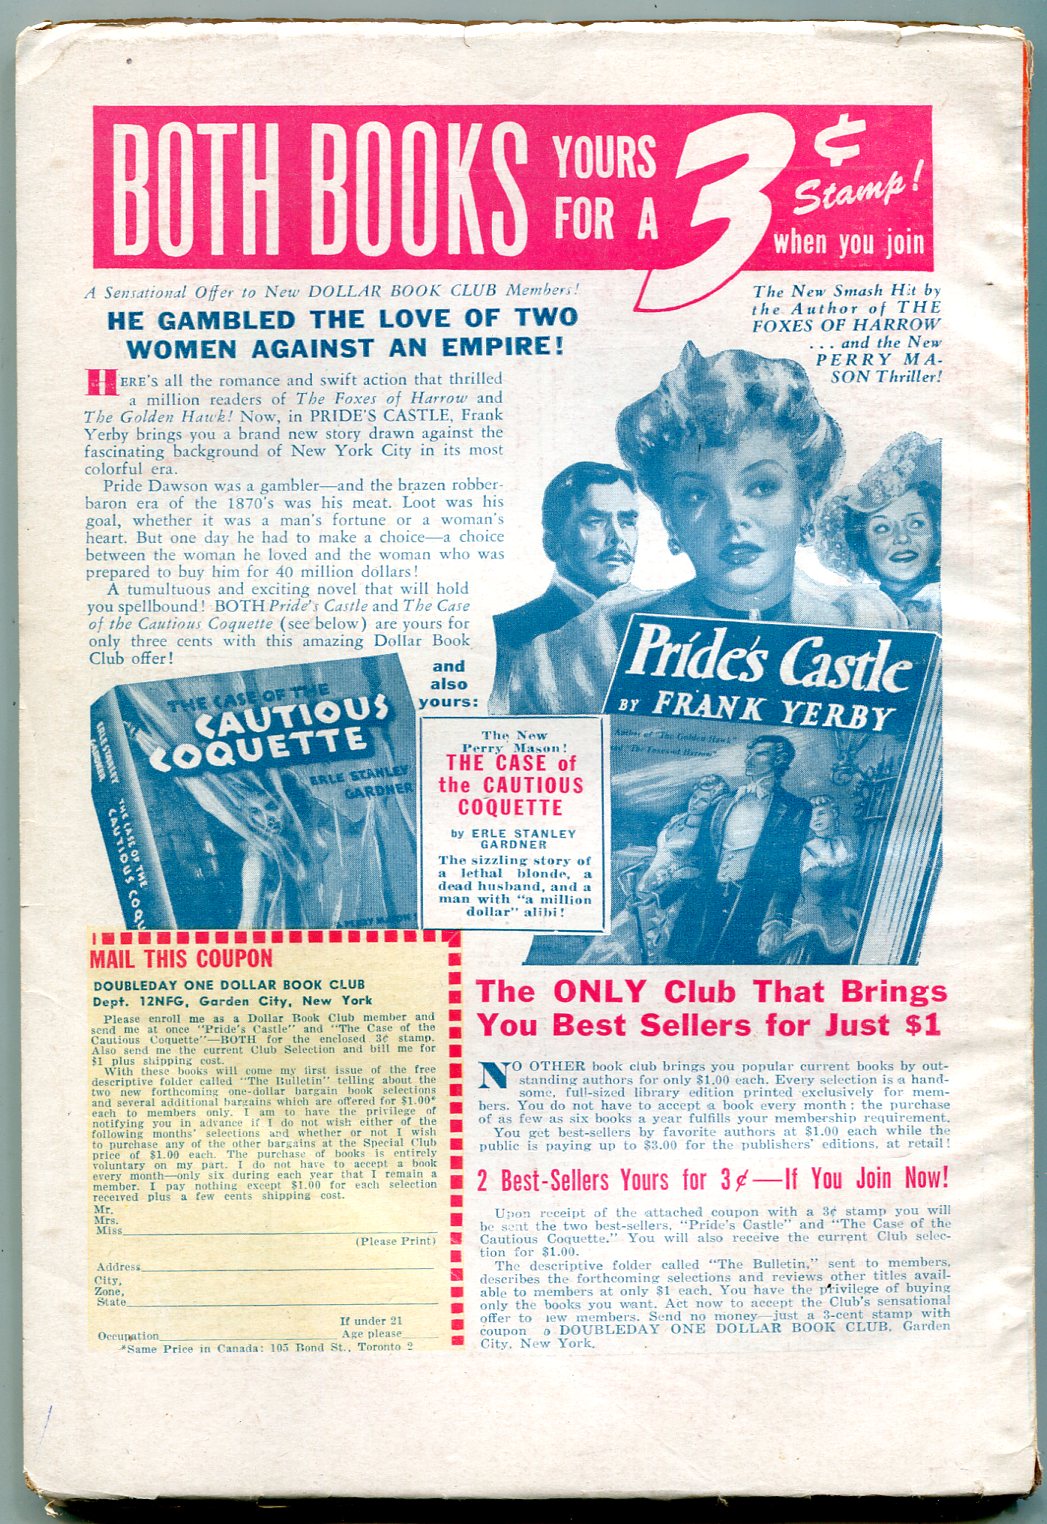 BOTH BOOKS YOURS FOR A 3¢ Stamp! when you join
A Sensational Offer to New DOLLAR BOOK CLUB Members!
HE GAMBLED THE LOVE OF TWO
WOMEN AGAINST AN EMPIRE!
The New Smash Hit by
the Author of THE
FOXES OF HARROW
... and the New
PERRY MA-
SON Thriller!
HERE'S all the romance and swift action that thrilled
a million readers of The Foxes of Harrow and
The Golden Hawk! Now, in PRIDE'S CASTLE, Frank
Yerby brings you a brand new story drawn against the
fascinating background of New York City in its most
colorful era.
Pride Dawson was a gambler—and the brazen robber-
baron era of the 1870's was his meat. Loot was his
goal, whether it was a man's fortune or a woman's
heart. But one day he had to make a choice—a choice
between the woman he loved and the woman who was
prepared to buy him for 40 million dollars!
A tumultuous and exciting novel that will hold
you spellbound! BOTH Pride's Castle and The Case
of the Cautious Coquette (see below) are yours for
only three cents with this amazing Dollar Book
Club offer!
and
also
yours:
THE CASE OF THE
CAUTIOUS
COQUETTE
ERLE STANLEY
GARDNER
ERLE STANLEY
GARDNER
THE CASE OF THE
CAUTIOUS COQU
A PERRY MASON
The New
Perry Mason!
THE CASE of
the CAUTIOUS
COQUETTE
by ERLE STANLEY
GARDNER
The sizzling story of
a lethal blonde, a
dead husband, and a
man with "a million
dollar" alibi!
Pride's Castle
BY FRANK YERBY
Author of "The Golden Hawk"
and "The Foxes of Harrow"
MAIL THIS COUPON
DOUBLEDAY ONE DOLLAR BOOK CLUB
Dept. 12NFG, Garden City, New York
Please enroll me as a Dollar Book Club member and
send me at once "Pride's Castle" and "The Case of the
Cautious Coquette"—BOTH for the enclosed 3¢ stamp.
Also send me the current Club Selection and bill me for
$1 plus shipping cost.
With these books will come my first issue of the free
descriptive folder called "The Bulletin" telling about the
two new forthcoming one-dollar bargain book selections
and several additional bargains which are offered for $1.00*
each to members only. I am to have the privilege of
notifying you in advance if I do not wish either of the
following months' selections and whether or not I wish
to purchase any of the other bargains at the Special Club
price of $1.00 each. The purchase of books is entirely
voluntary on my part. I do not have to accept a book
every month—only six during each year that I remain a
member. I pay nothing except $1.00 for each selection
received plus a few cents shipping cost.
Mr.
Mrs.
Miss
(Please Print)
Address
City,
Zone,
State
If under 21
Occupation Age please
*Same Price in Canada: 105 Bond St., Toronto 2
The ONLY Club That Brings
You Best Sellers for Just $1
NO OTHER book club brings you popular current books by out-
standing authors for only $1.00 each. Every selection is a hand-
some, full-sized library edition printed exclusively for mem-
bers. You do not have to accept a book every month; the purchase
of as few as six books a year fulfills your membership requirement.
You get best-sellers by favorite authors at $1.00 each while the
public is paying up to $3.00 for the publishers' editions, at retail!
2 Best-Sellers Yours for 3¢—If You Join Now!
Upon receipt of the attached coupon with a 3¢ stamp you will
be sent the two best-sellers, "Pride's Castle" and "The Case of the
Cautious Coquette." You will also receive the current Club selec-
tion for $1.00.
The descriptive folder called "The Bulletin," sent to members,
describes the forthcoming selections and reviews other titles avail-
able to members at only $1 each. You have the privilege of buying
only the books you want. Act now to accept the Club's sensational
offer to new members. Send no money—just a 3-cent stamp with
coupon to DOUBLEDAY ONE DOLLAR BOOK CLUB, Garden
City, New York.